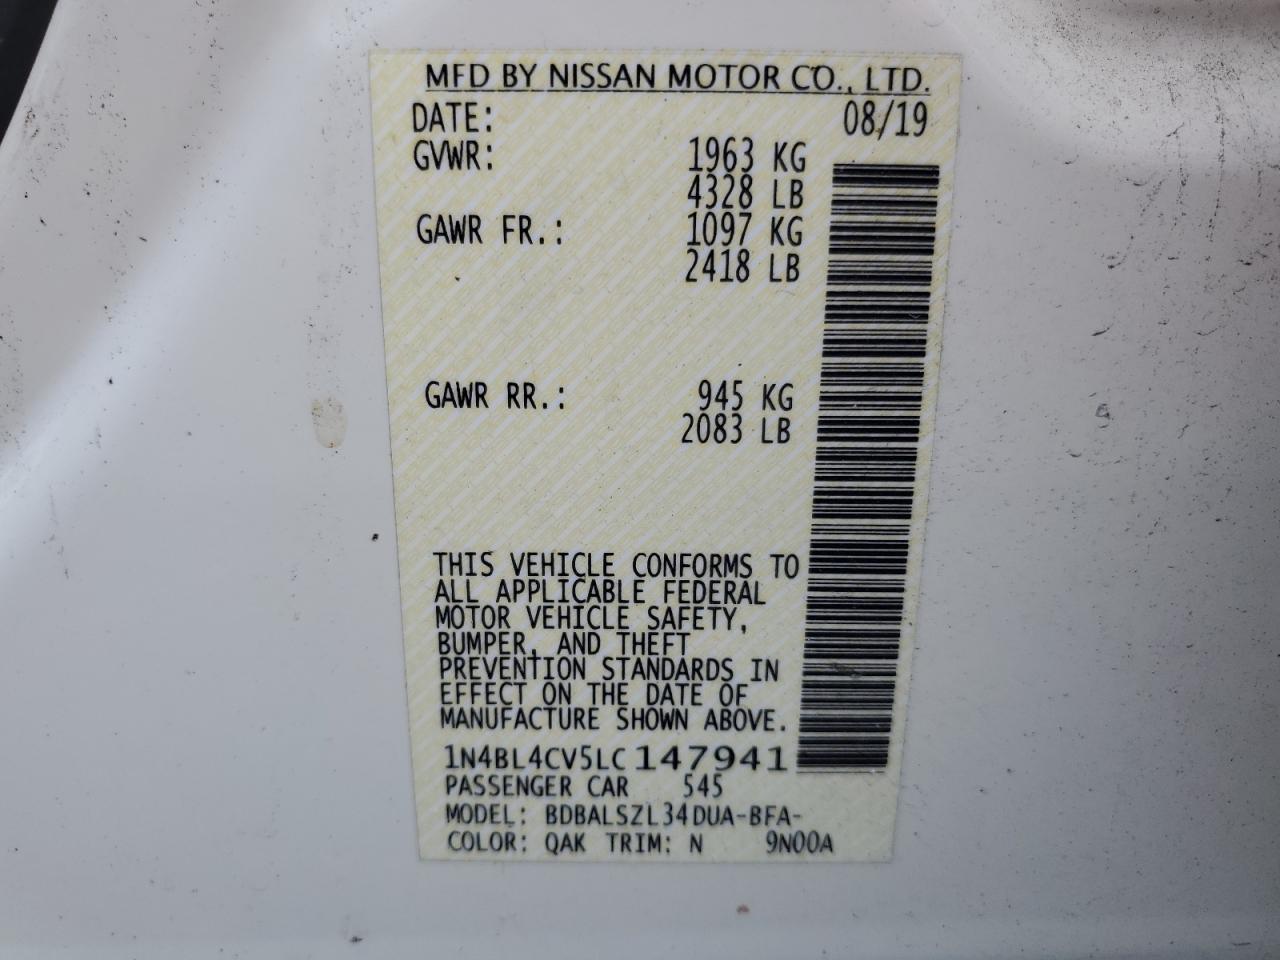 MFD BY NISSAN MOTOR CO., LTD.
DATE: 08/19
GVWR: 1963 KG
4328 LB
GAWR FR.: 1097 KG
2418 LB
GAWR RR.: 945 KG
2083 LB
THIS VEHICLE CONFORMS TO
ALL APPLICABLE FEDERAL
MOTOR VEHICLE SAFETY,
BUMPER, AND THEFT
PREVENTION STANDARDS IN
EFFECT ON THE DATE OF
MANUFACTURE SHOWN ABOVE.
1N4BL4CV5LC147941
PASSENGER CAR 545
MODEL: BDBALSZL34DUA-BFA-
COLOR: QAK TRIM: N 9N00A